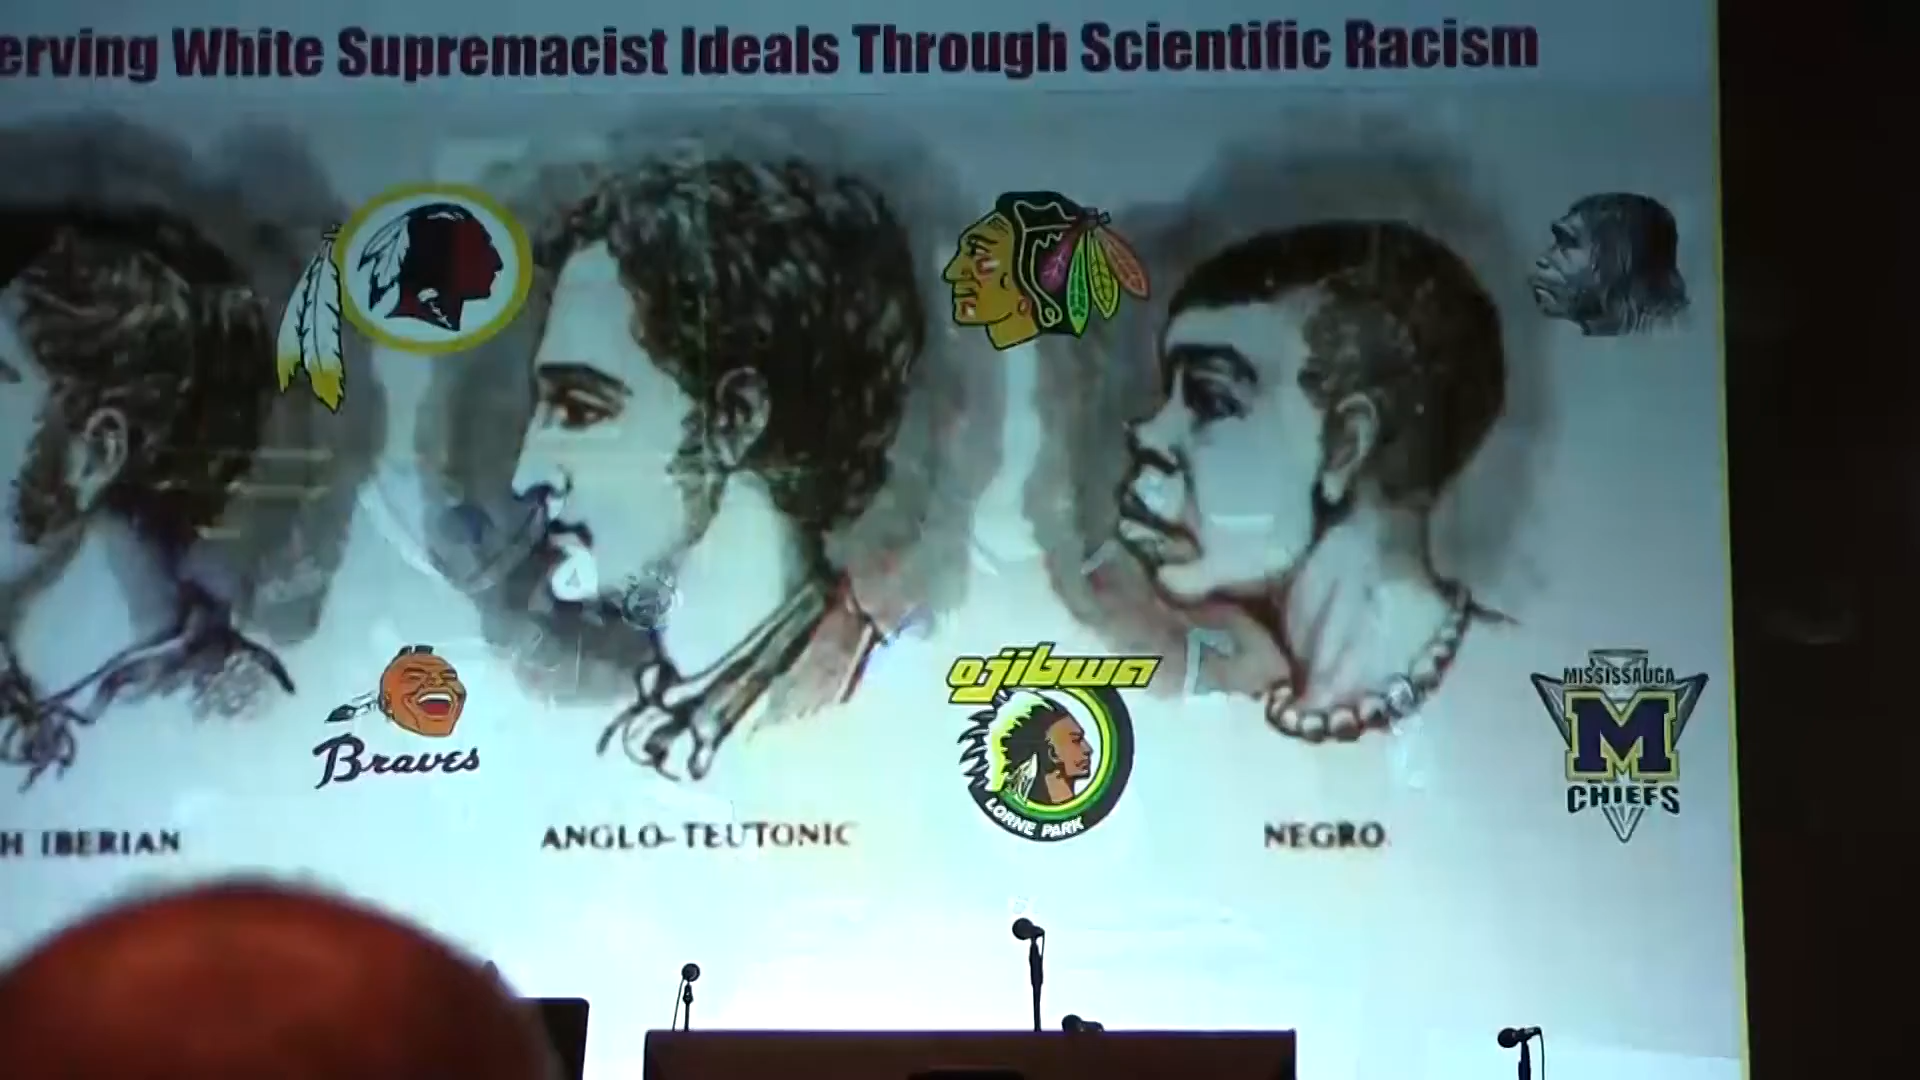 erving White Supremacist Ideals Through Scientific Racism
Braves
Ojibwa
LORNE PARK
MISSISSAUGA
M
CHIEFS
H IBERIAN
ANGLO-TEUTONIC
NEGRO